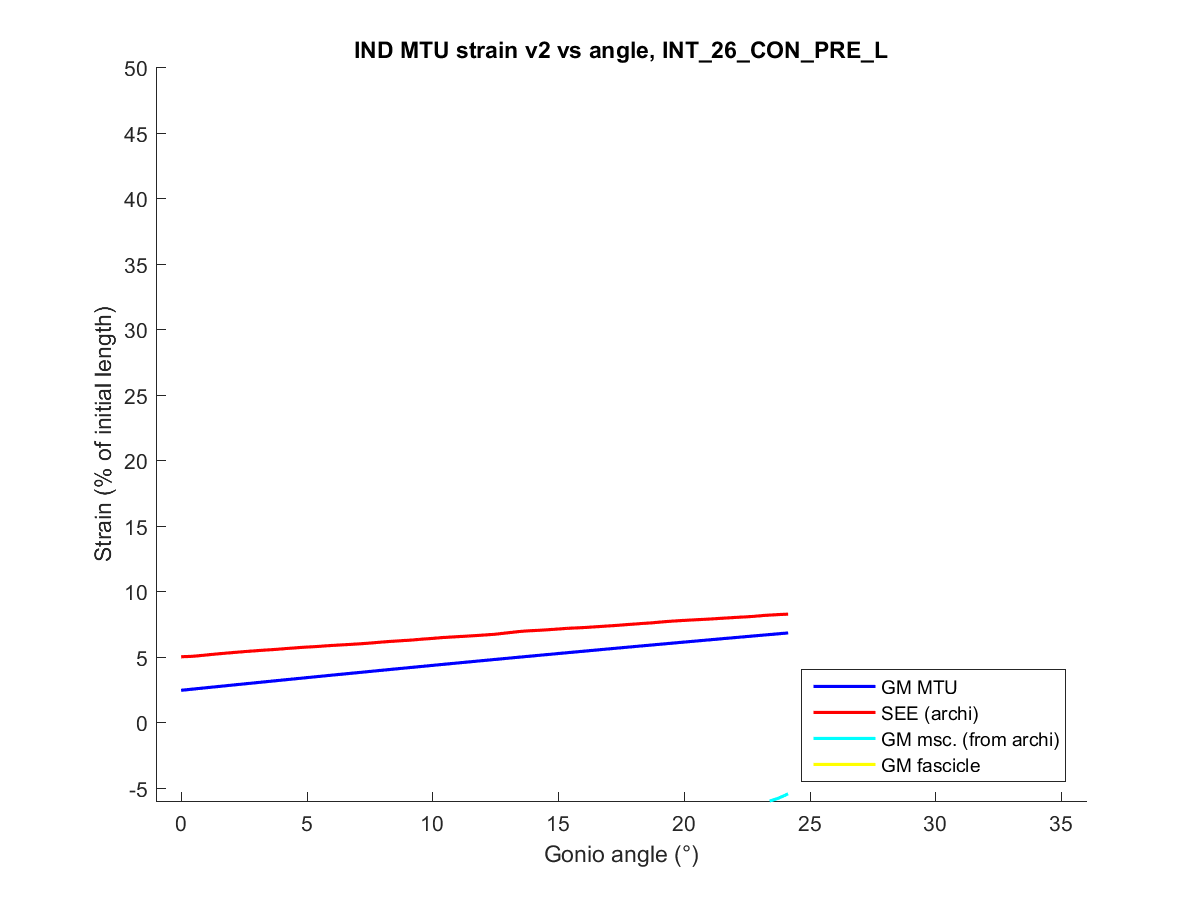 IND MTU strain v2 vs angle, INT_26_CON_PRE_L
50
45
40
35
30
25
20
15
10
5
0
-5
Strain (% of initial length)
0 5 10 15 20 25 30 35
Gonio angle (°)
GM MTU
SEE (archi)
GM msc. (from archi)
GM fascicle